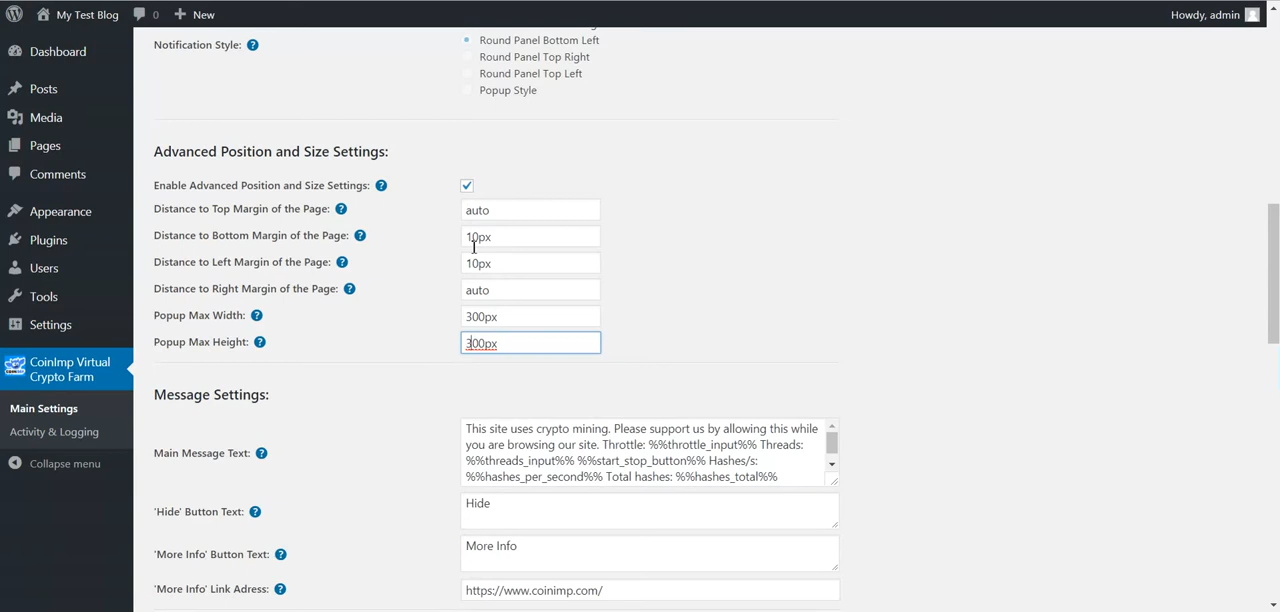 My Test Blog
0
New
Howdy, admin
Dashboard
Posts
Media
Pages
Comments
Appearance
Plugins
Users
Tools
Settings
CoinImp Virtual
Crypto Farm
Main Settings
Activity & Logging
Collapse menu
Notification Style:
Round Panel Bottom Left
Round Panel Top Right
Round Panel Top Left
Popup Style
Advanced Position and Size Settings:
Enable Advanced Position and Size Settings:
Distance to Top Margin of the Page:
auto
Distance to Bottom Margin of the Page:
10px
Distance to Left Margin of the Page:
10px
Distance to Right Margin of the Page:
auto
Popup Max Width:
300px
Popup Max Height:
300px
Message Settings:
Main Message Text:
This site uses crypto mining. Please support us by allowing this while
you are browsing our site. Throttle: %%throttle_input%% Threads:
%%threads_input%% %%start_stop_button%% Hashes/s:
%%hashes_per_second%% Total hashes: %%hashes_total%%
'Hide' Button Text:
Hide
'More Info' Button Text:
More Info
'More Info' Link Adress:
https://www.coinimp.com/